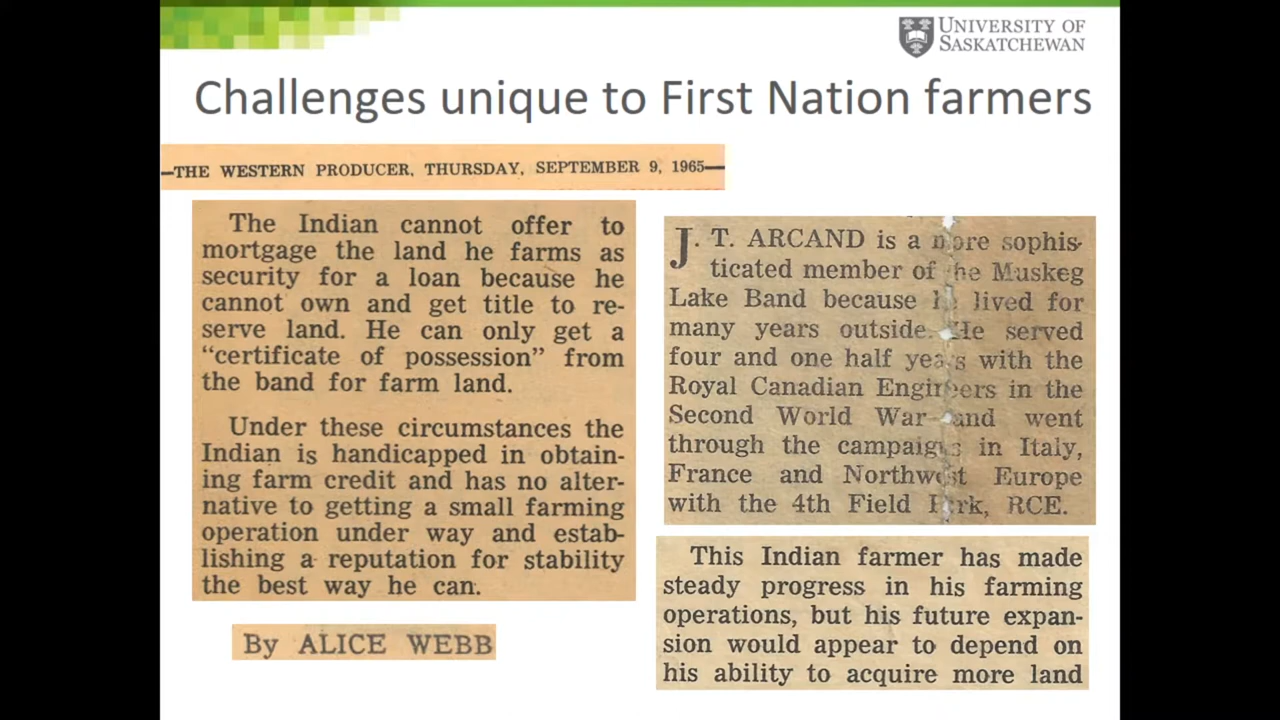 UNIVERSITY OF
SASKATCHEWAN
Challenges unique to First Nation farmers
—THE WESTERN PRODUCER, THURSDAY, SEPTEMBER 9, 1965—
The Indian cannot offer to
mortgage the land he farms as
security for a loan because he
cannot own and get title to re-
serve land. He can only get a
“certificate of possession” from
the band for farm land.
Under these circumstances the
Indian is handicapped in obtain-
ing farm credit and has no alter-
native to getting a small farming
operation under way and estab-
lishing a reputation for stability
the best way he can.
By ALICE WEBB
J. T. ARCAND is a more sophis-
ticated member of the Muskeg
Lake Band because he lived for
many years outside. He served
four and one half years with the
Royal Canadian Engineers in the
Second World War and went
through the campaigns in Italy,
France and Northwest Europe
with the 4th Field Park, RCE.
This Indian farmer has made
steady progress in his farming
operations, but his future expan-
sion would appear to depend on
his ability to acquire more land